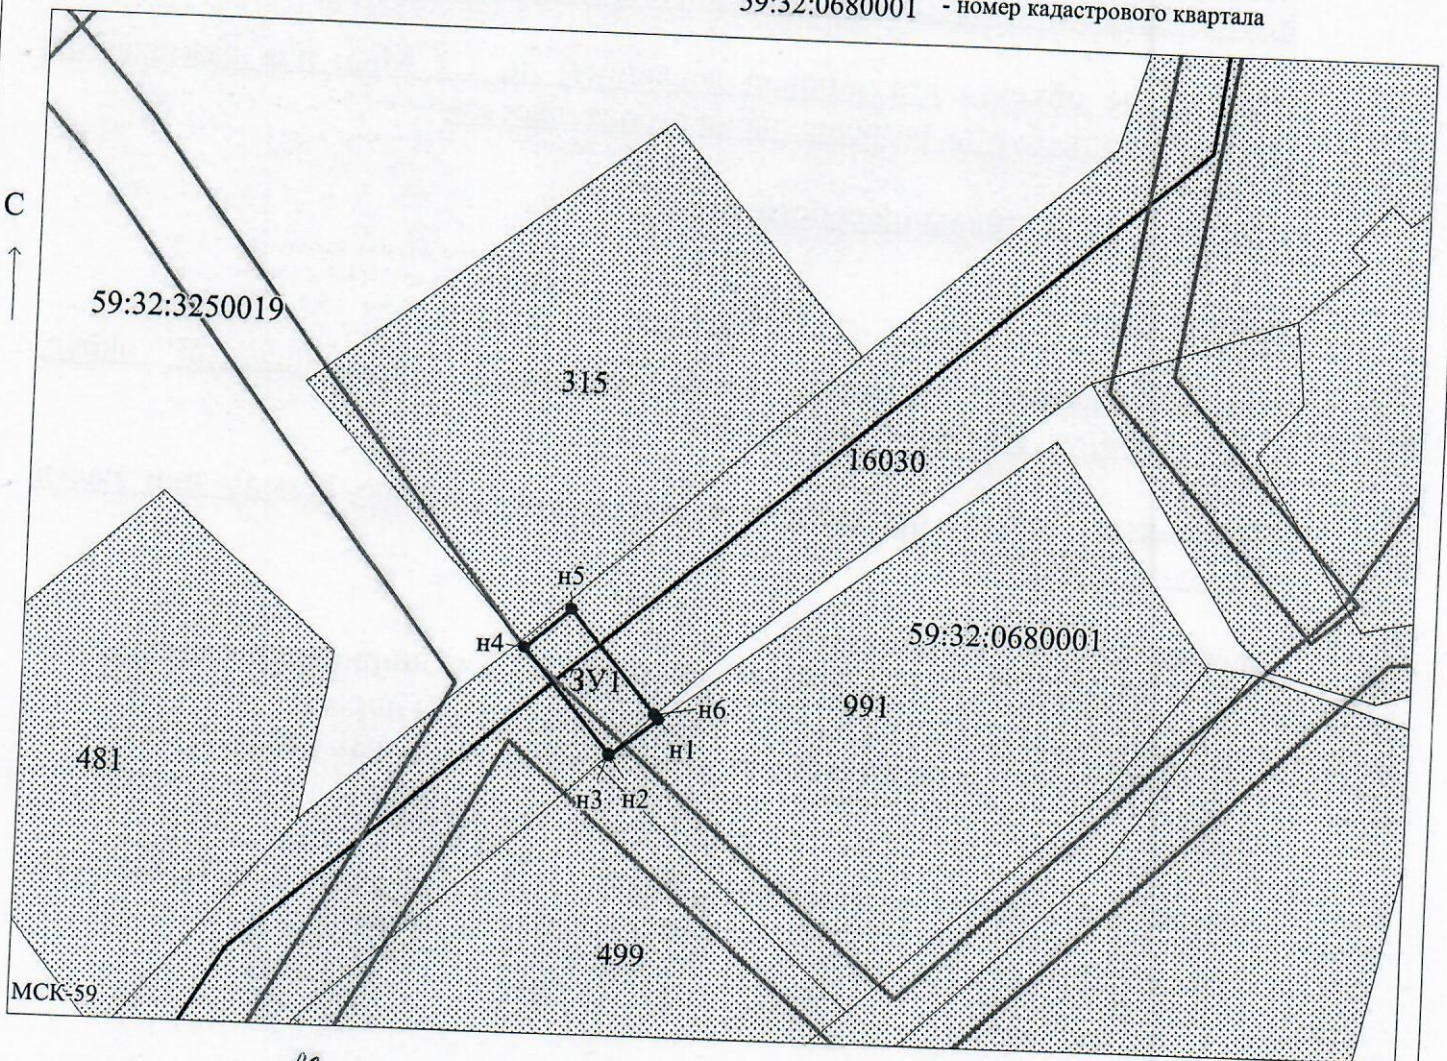 59:32:0680001 - номер кадастрового квартала
С
59:32:3250019
315
16030
н5
н4
59:32:0680001
ЗУ1
н6
991
н1
481
н3
н2
499
МСК-59